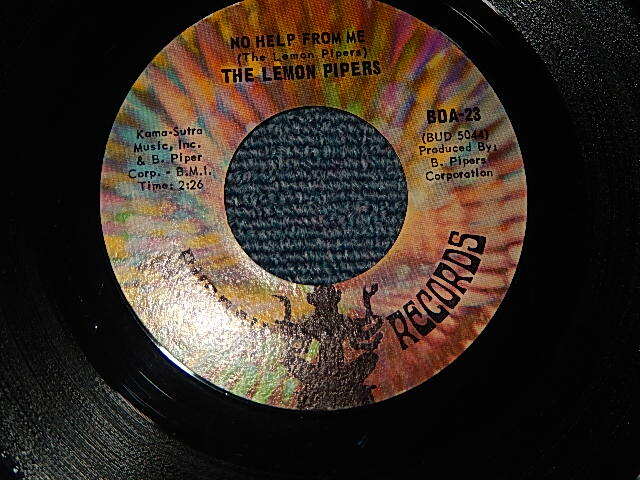 NO HELP FROM ME
(The Lemon Pipers)
THE LEMON PIPERS
Kama-Sutra
Music, Inc.
& B. Piper
Corp. - B.M.I.
Time: 2:26
BDA-23
(BUD 5044)
Produced By:
B. Pipers
Corporation
RECORDS